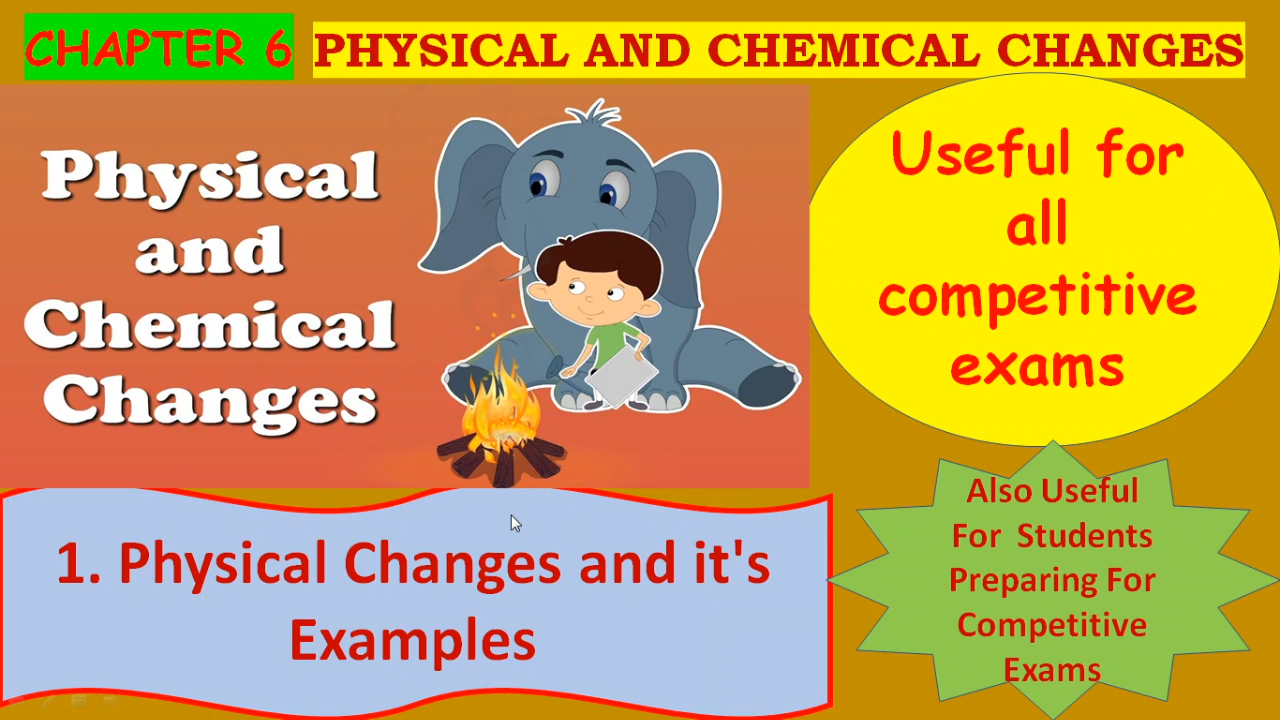 CHAPTER 6 PHYSICAL AND CHEMICAL CHANGES
Physical
and
Chemical
Changes
Useful for
all
competitive
exams
1. Physical Changes and it's
Examples
Also Useful
For Students
Preparing For
Competitive
Exams